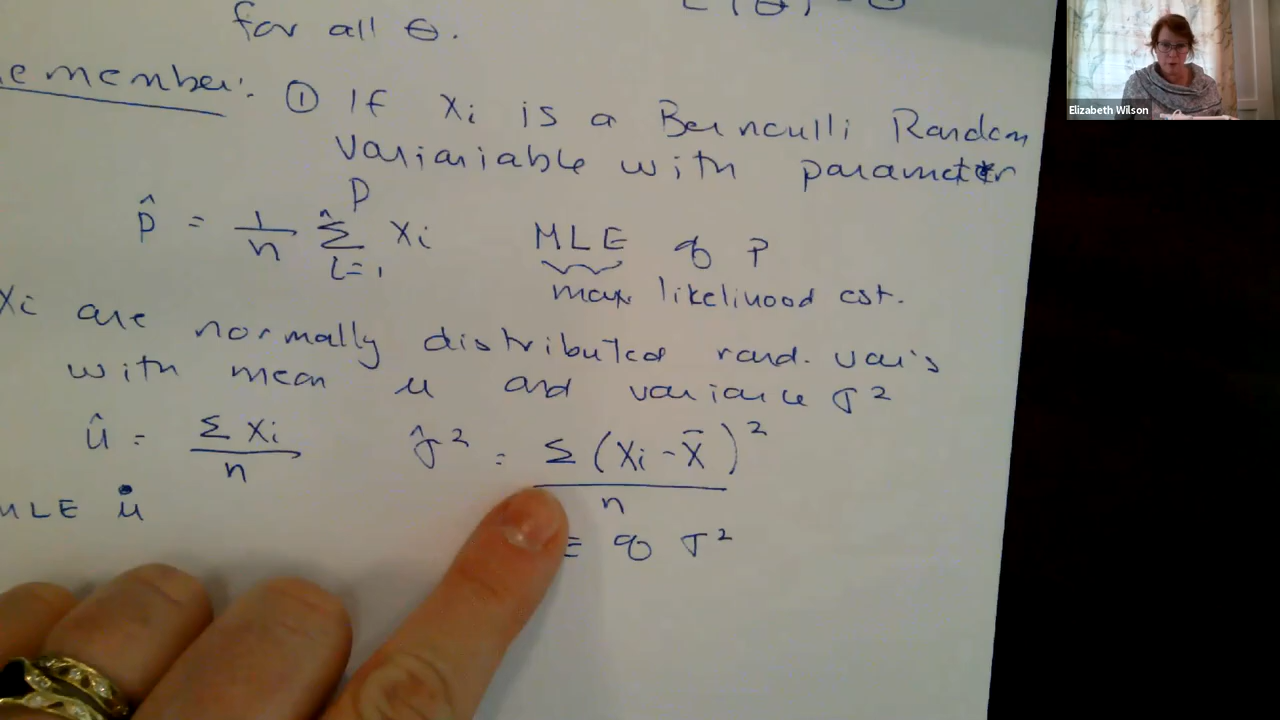 for all θ.
emember: ① If Xi is a Bernoulli Random
variariable with parameter
p
p̂ = 1/n Σ i=1 n Xi MLE of p
max likelihood est.
Xi are normally distributed rand. var's
with mean μ and variance σ²
û = ΣXi/n σ̂² = Σ(Xi-X̄)²/n
MLE μ of σ²
Elizabeth Wilson